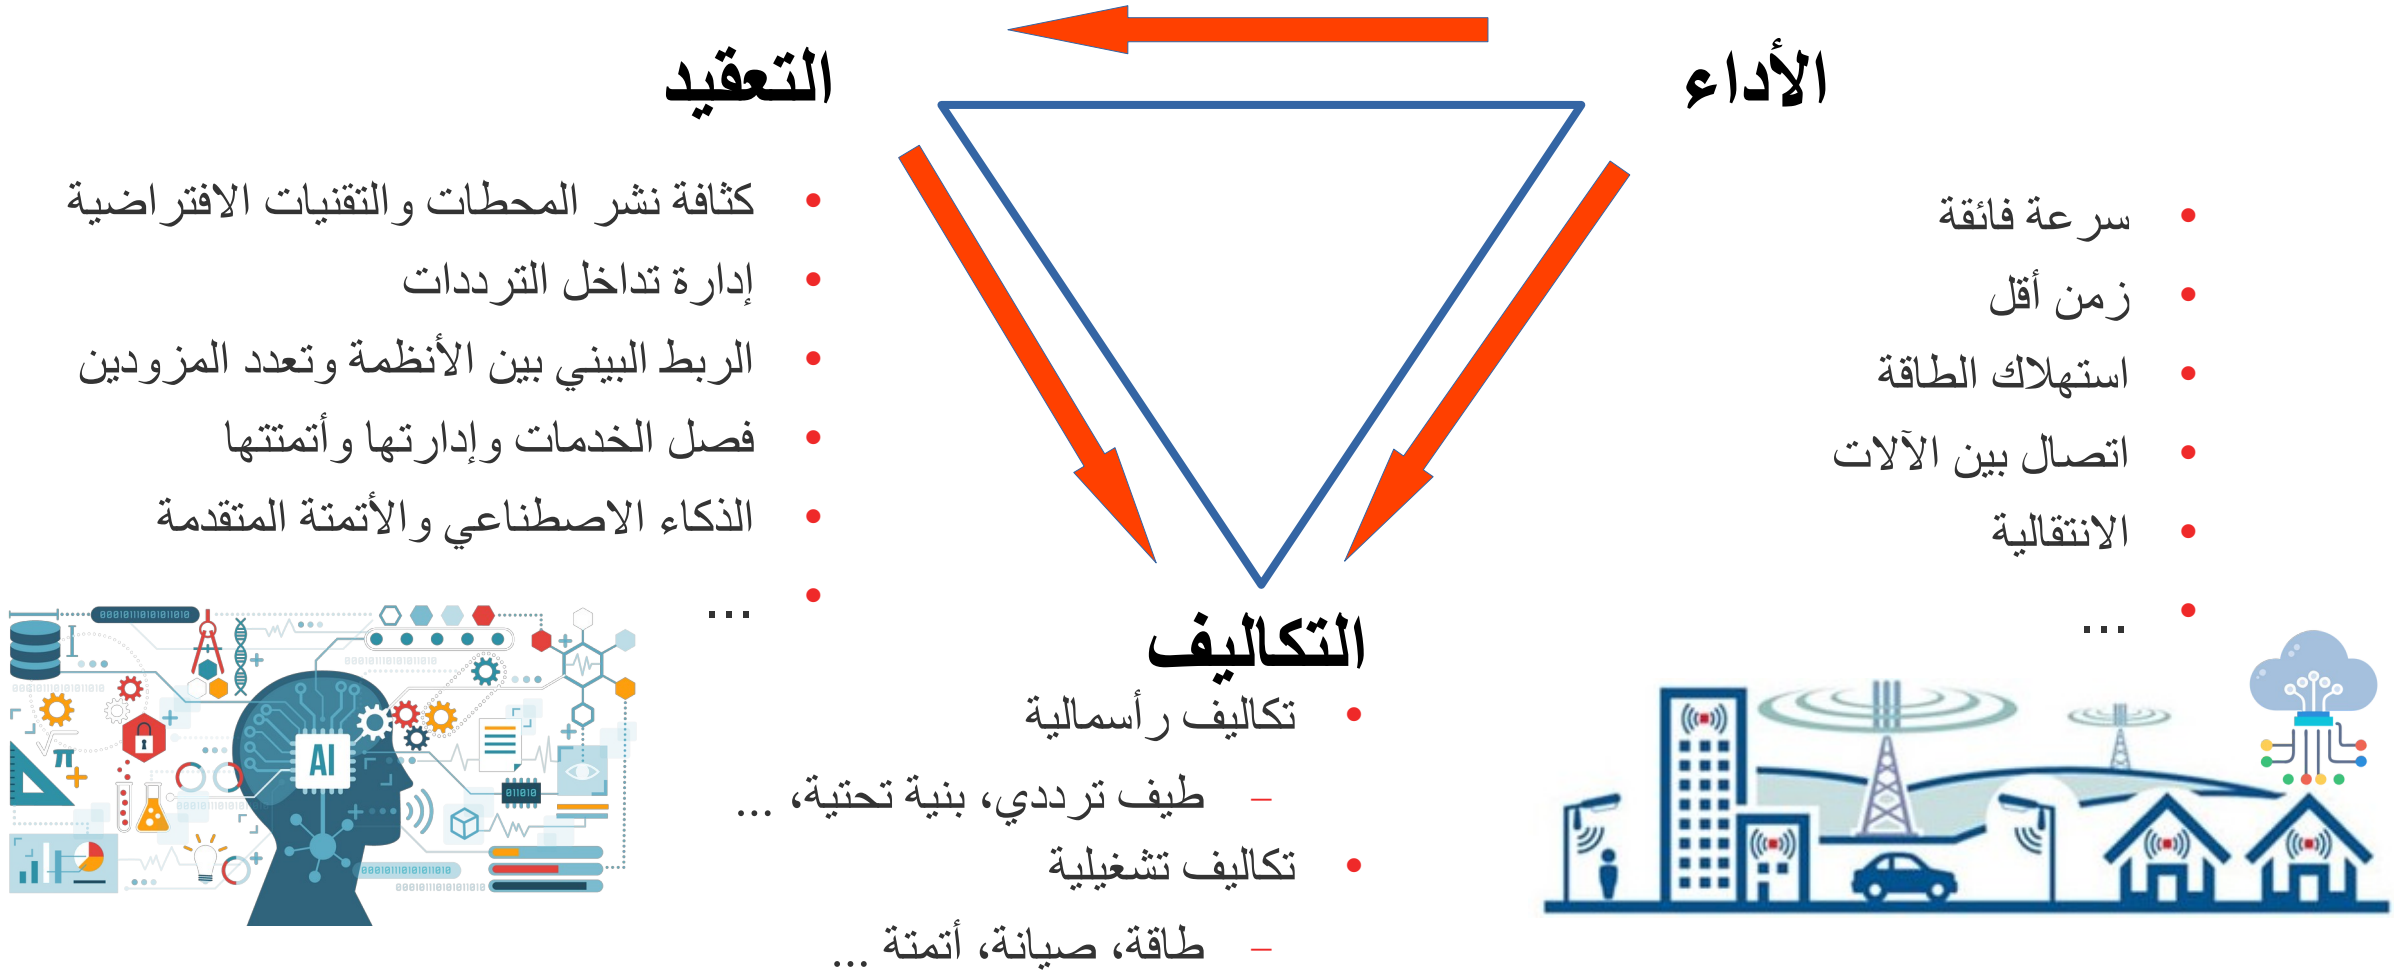 الأداء
سرعة فائقة
زمن أقل
استهلاك الطاقة
اتصال بين الآلات
الانتقالية
...
التعقيد
كثافة نشر المحطات والتقنيات الافتراضية
إدارة تداخل الترددات
الربط البيني بين الأنظمة وتعدد المزودين
فصل الخدمات وإدارتها وأتمتتها
الذكاء الاصطناعي والأتمتة المتقدمة
...
التكاليف
تكاليف رأسمالية
– طيف ترددي، بنية تحتية، ...
تكاليف تشغيلية
– طاقة، صيانة، أتمتة ...
AI
π
011010